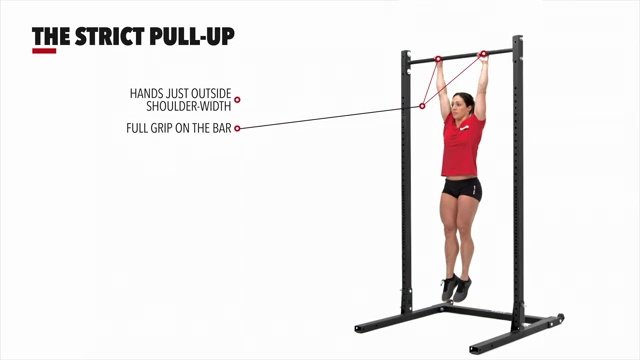 THE STRICT PULL-UP
HANDS JUST OUTSIDE
SHOULDER-WIDTH
FULL GRIP ON THE BAR